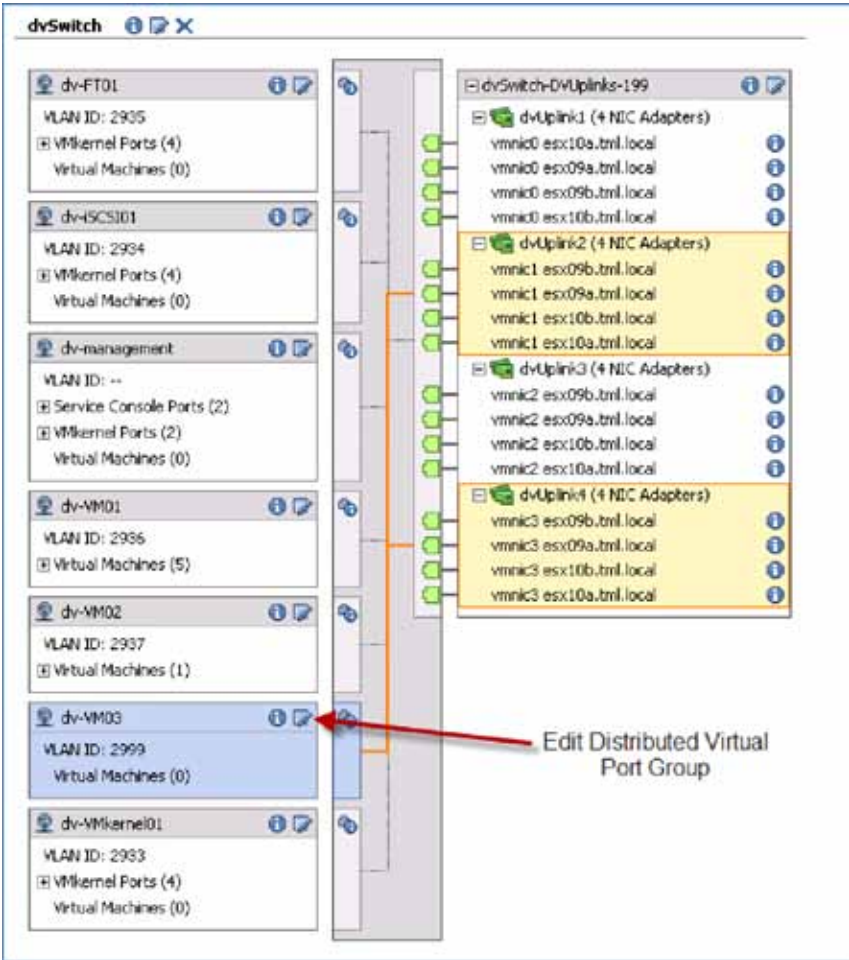 dvSwitch
dv-FT01
VLAN ID: 2935
VMkernel Ports (4)
Virtual Machines (0)
dv-iSCSI01
VLAN ID: 2934
VMkernel Ports (4)
Virtual Machines (0)
dv-management
VLAN ID: --
Service Console Ports (2)
VMkernel Ports (2)
Virtual Machines (0)
dv-VM01
VLAN ID: 2936
Virtual Machines (5)
dv-VM02
VLAN ID: 2937
Virtual Machines (1)
dv-VM03
VLAN ID: 2999
Virtual Machines (0)
dv-VMkernel01
VLAN ID: 2933
VMkernel Ports (4)
Virtual Machines (0)
dvSwitch-DVUplinks-199
dvUplink1 (4 NIC Adapters)
vmnic0 esx10a.tml.local
vmnic0 esx09a.tml.local
vmnic0 esx09b.tml.local
vmnic0 esx10b.tml.local
dvUplink2 (4 NIC Adapters)
vmnic1 esx09b.tml.local
vmnic1 esx09a.tml.local
vmnic1 esx10b.tml.local
vmnic1 esx10a.tml.local
dvUplink3 (4 NIC Adapters)
vmnic2 esx09b.tml.local
vmnic2 esx09a.tml.local
vmnic2 esx10b.tml.local
vmnic2 esx10a.tml.local
dvUplink4 (4 NIC Adapters)
vmnic3 esx09b.tml.local
vmnic3 esx09a.tml.local
vmnic3 esx10b.tml.local
vmnic3 esx10a.tml.local
Edit Distributed Virtual
Port Group